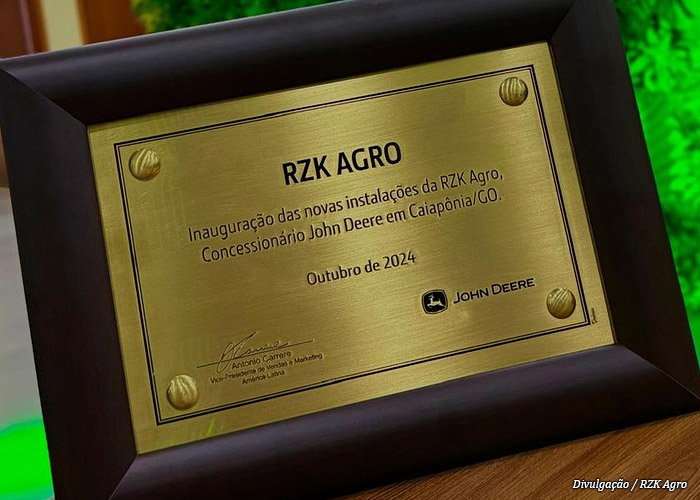 RZK AGRO
Inauguração das novas instalações da RZK Agro,
Concessionário John Deere em Caiapônia/GO.
Outubro de 2024
JOHN DEERE
Antonio Carrere
Vice-Presidente de Vendas e Marketing
América Latina
Divulgação / RZK Agro